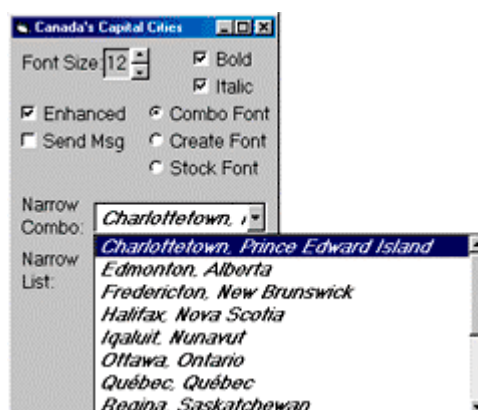 Canada's Capital Cities
Font Size: 12 Bold
Italic
Enhanced Combo Font
Send Msg Create Font
Stock Font
Narrow Combo: Charlottetown,
Charlottetown, Prince Edward Island
Narrow List:
Edmonton, Alberta
Fredericton, New Brunswick
Halifax, Nova Scotia
Iqaluit, Nunavut
Ottawa, Ontario
Québec, Québec
Regina, Saskatchewan